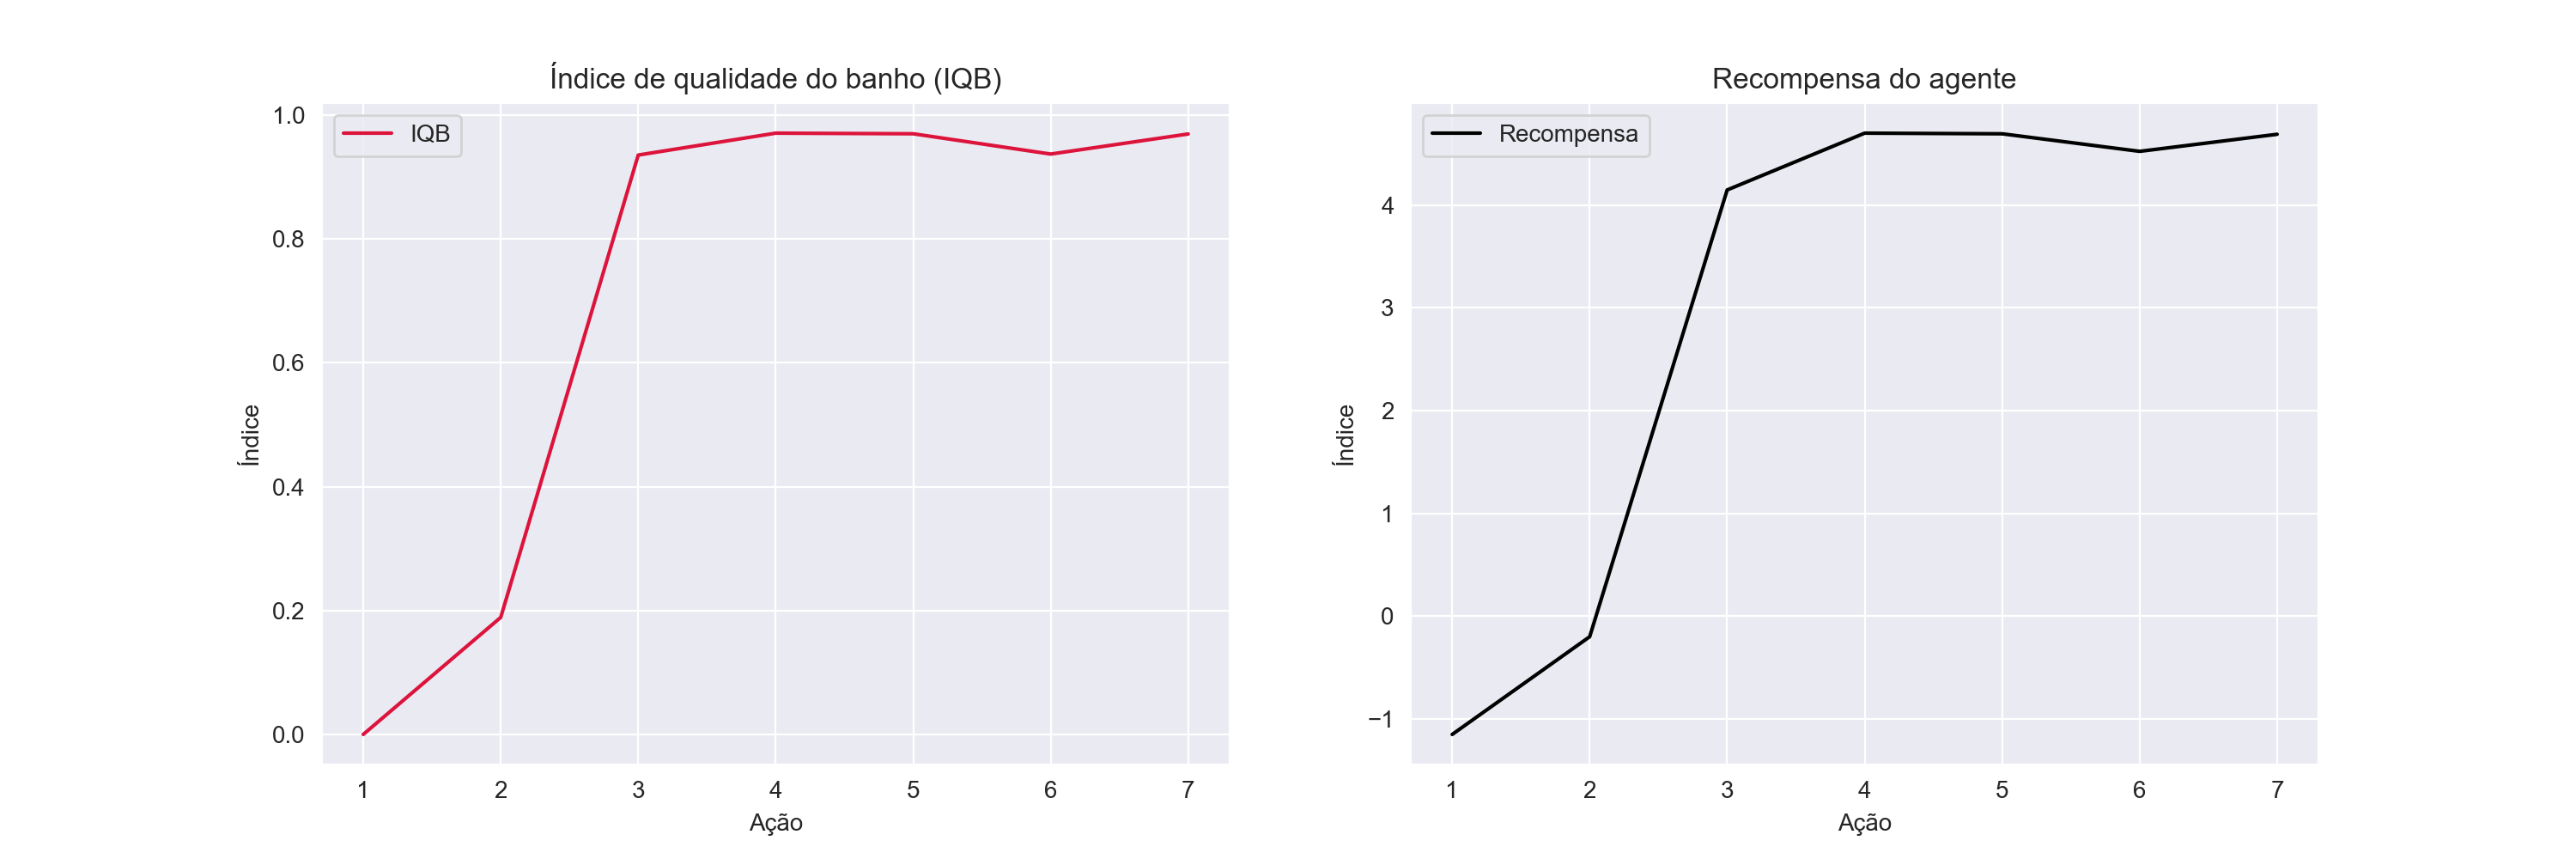 Índice de qualidade do banho (IQB)
IQB
1.0
0.8
0.6
0.4
0.2
0.0
Índice
1 2 3 4 5 6 7
Ação
Recompensa do agente
Recompensa
4
3
2
1
0
−1
Índice
1 2 3 4 5 6 7
Ação